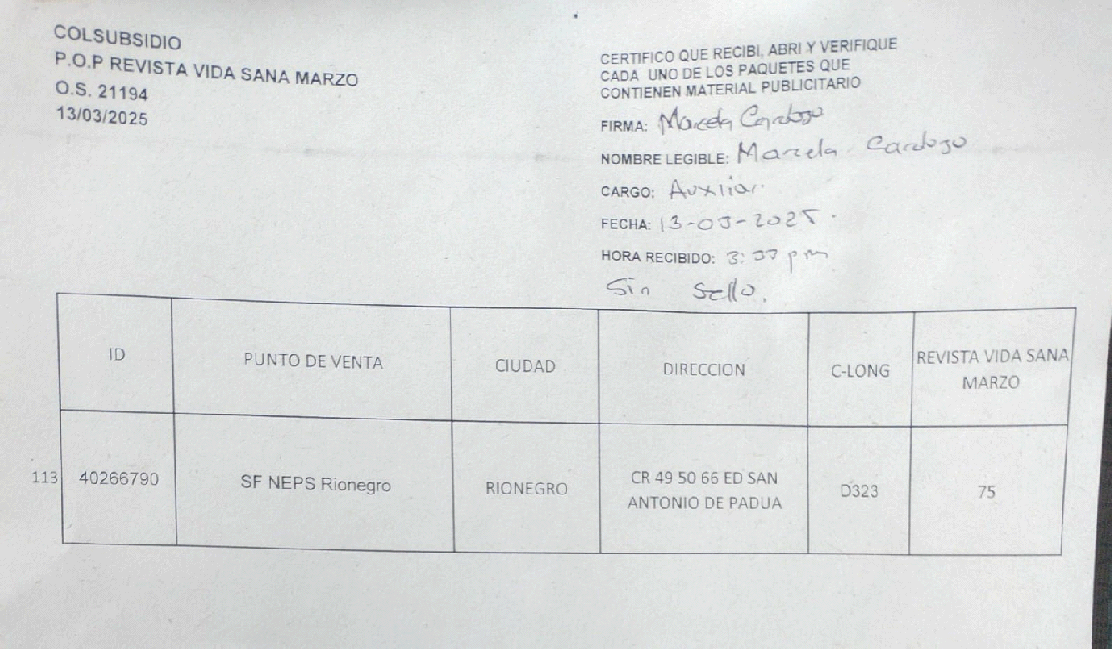 COLSUBSIDIO
P.O.P REVISTA VIDA SANA MARZO
O.S. 21194
13/03/2025
CERTIFICO QUE RECIBI, ABRI Y VERIFIQUE
CADA UNO DE LOS PAQUETES QUE
CONTIENEN MATERIAL PUBLICITARIO
FIRMA: Marcela Cardozo
NOMBRE LEGIBLE: Marcela Cardozo
CARGO: Auxiliar.
FECHA: 13-03-2025.
HORA RECIBIDO: pm
Sin Sello.
ID PUNTO DE VENTA CIUDAD DIRECCION C-LONG REVISTA VIDA SANA
MARZO
113 40266790 SF NEPS Rionegro RIONEGRO CR 49 50 66 ED SAN
ANTONIO DE PADUA D323 75